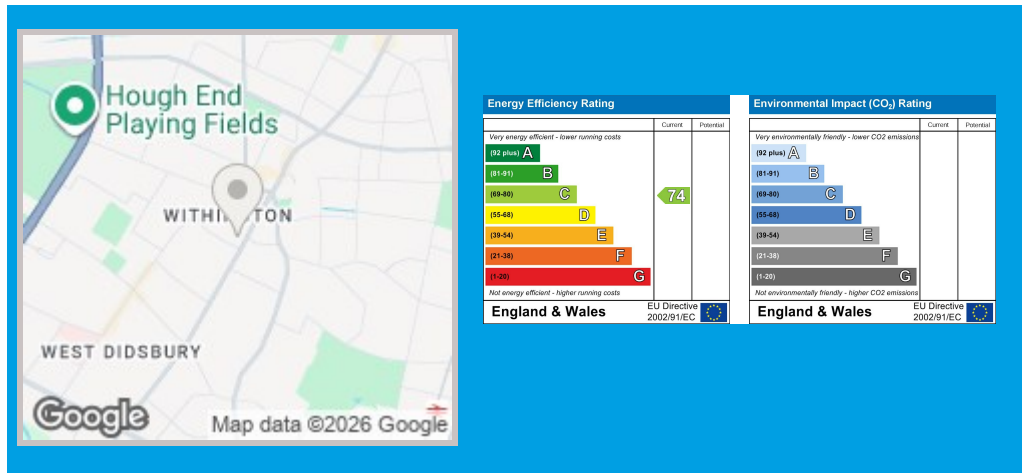 Hough End
Playing Fields
WITHINGTON
WEST DIDSBURY
Google
Map data ©2026 Google
Energy Efficiency Rating
Current Potential
Very energy efficient - lower running costs
(92 plus) A
(81-91) B
(69-80) C
74
(55-68) D
(39-54) E
(21-38) F
(1-20) G
Not energy efficient - higher running costs
England & Wales
EU Directive
2002/91/EC
Environmental Impact (CO₂) Rating
Current Potential
Very environmentally friendly - lower CO2 emissions
(92 plus) A
(81-91) B
(69-80) C
(55-68) D
(39-54) E
(21-38) F
(1-20) G
Not environmentally friendly - higher CO2 emissions
England & Wales
EU Directive
2002/91/EC